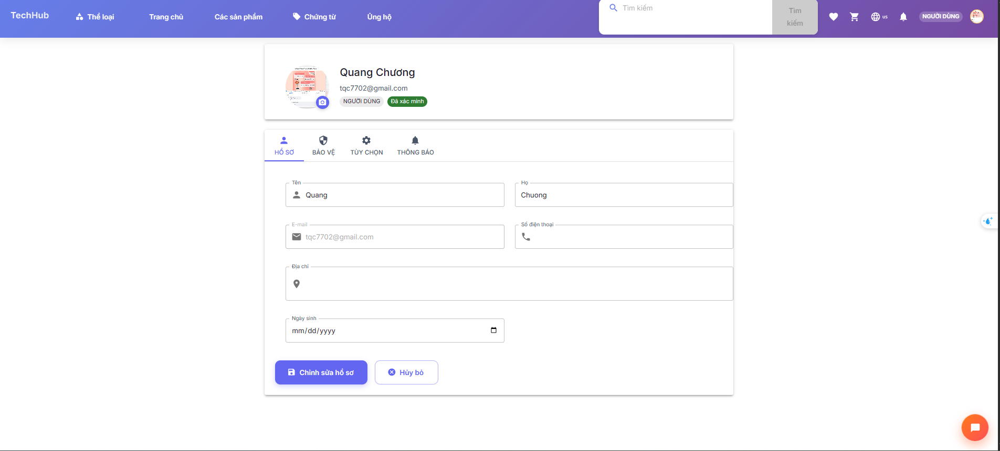 TechHub
Thể loại
Trang chủ
Các sản phẩm
Chứng từ
Ủng hộ
Tìm kiếm
Tìm
kiếm
US
NGƯỜI DÙNG
Quang Chương
tqc7702@gmail.com
NGƯỜI DÙNG
Đã xác minh
HỒ SƠ
BẢO VỆ
TÙY CHỌN
THÔNG BÁO
Tên
Quang
Họ
Chuong
E-mail
tqc7702@gmail.com
Số điện thoại
Địa chỉ
Ngày sinh
mm/dd/yyyy
Chỉnh sửa hồ sơ
Hủy bỏ